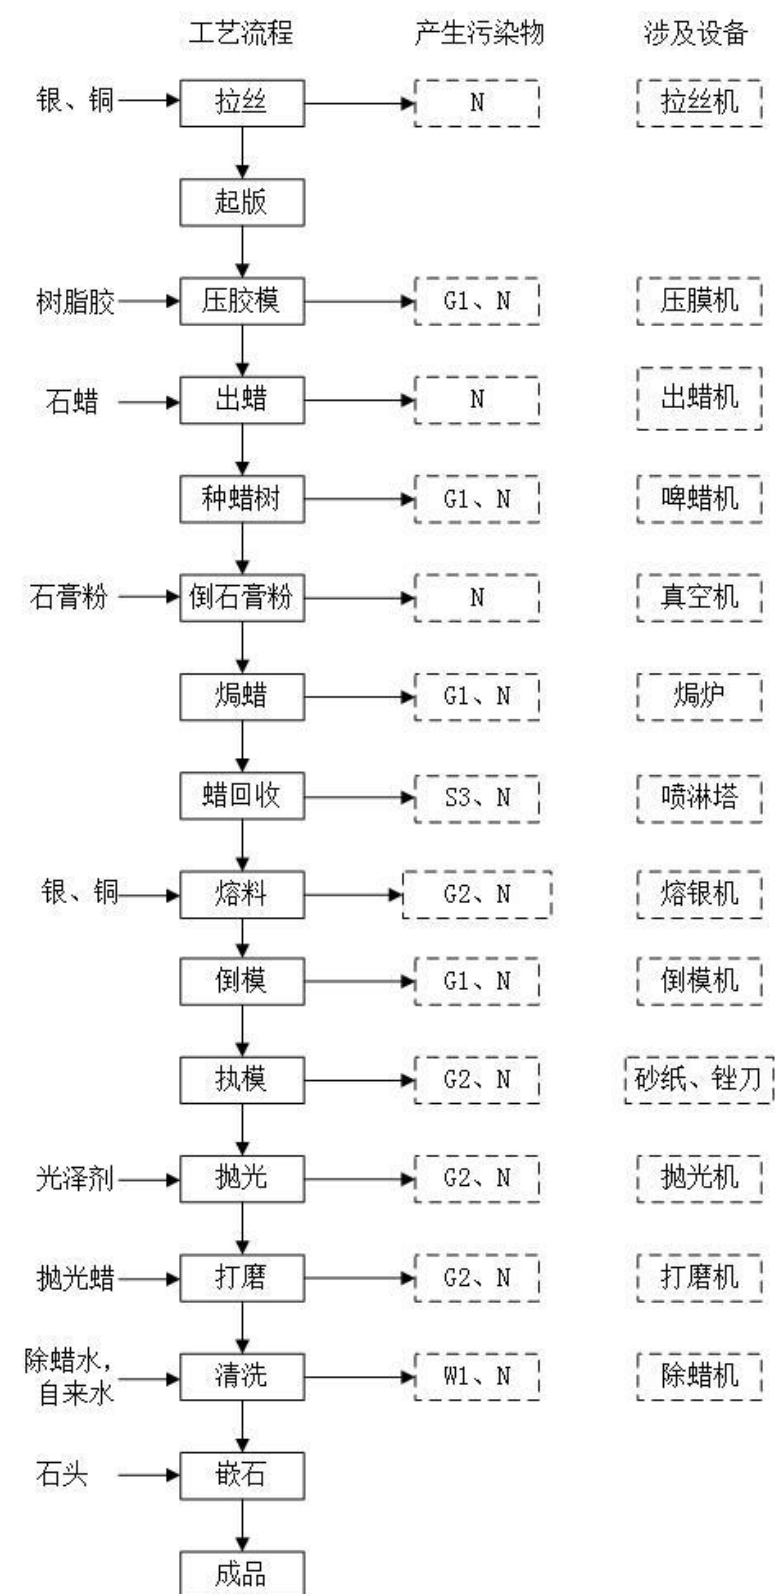 工艺流程 产生污染物 涉及设备
银、铜 拉丝 N 拉丝机
起版
树脂胶 压胶模 G1、N 压膜机
石蜡 出蜡 N 出蜡机
种蜡树 G1、N 啤蜡机
石膏粉 倒石膏粉 N 真空机
焗蜡 G1、N 焗炉
蜡回收 S3、N 喷淋塔
银、铜 熔料 G2、N 熔银机
倒模 G1、N 倒模机
执模 G2、N 砂纸、锉刀
光泽剂 抛光 G2、N 抛光机
抛光蜡 打磨 G2、N 打磨机
除蜡水，
自来水 清洗 W1、N 除蜡机
石头 嵌石
成品